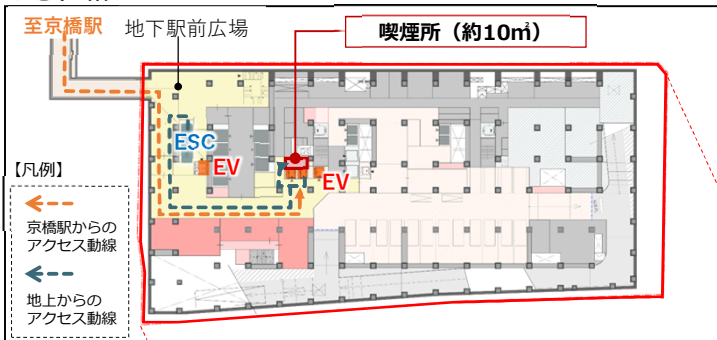 至京橋駅
地下駅前広場
喫煙所（約10㎡）
ESC
EV
EV
【凡例】
京橋駅からの
アクセス動線
地上からの
アクセス動線